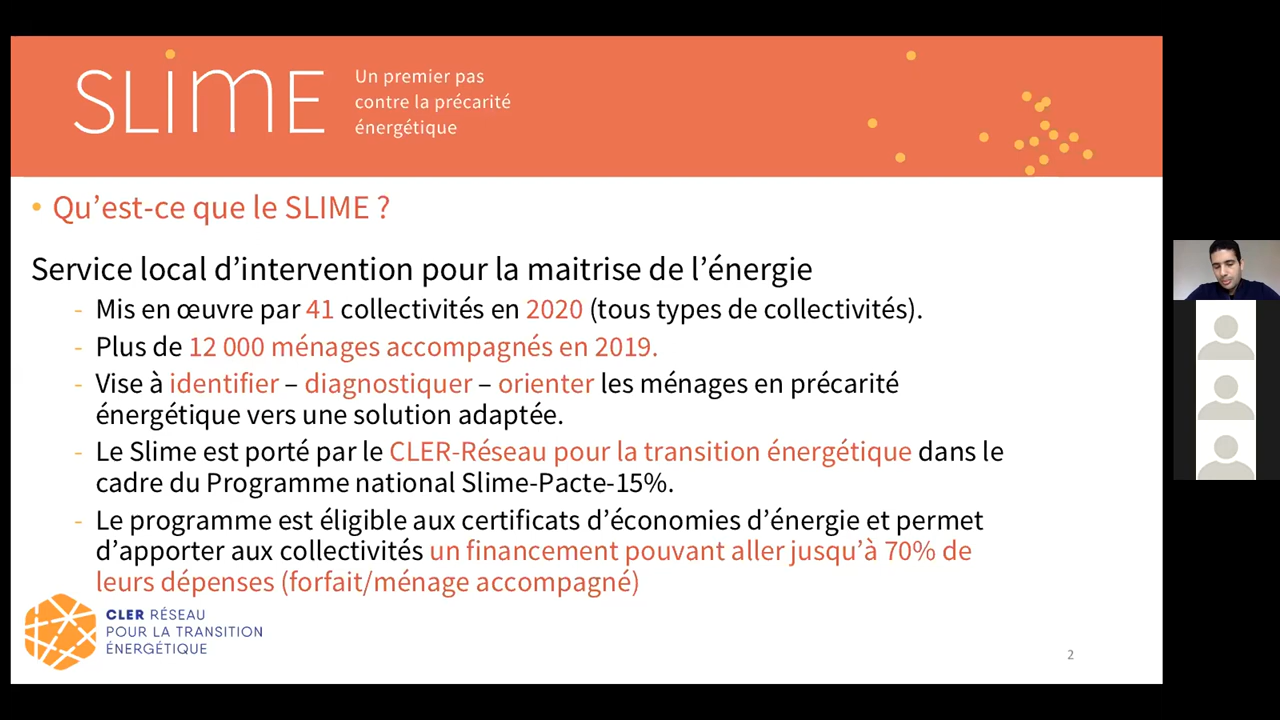 SLIME
Un premier pas
contre la précarité
énergétique
• Qu’est-ce que le SLIME ?
Service local d’intervention pour la maitrise de l’énergie
- Mis en œuvre par 41 collectivités en 2020 (tous types de collectivités).
- Plus de 12 000 ménages accompagnés en 2019.
- Vise à identifier – diagnostiquer – orienter les ménages en précarité
énergétique vers une solution adaptée.
- Le Slime est porté par le CLER-Réseau pour la transition énergétique dans le
cadre du Programme national Slime-Pacte-15%.
- Le programme est éligible aux certificats d’économies d’énergie et permet
d’apporter aux collectivités un financement pouvant aller jusqu’à 70% de
leurs dépenses (forfait/ménage accompagné)
CLER RÉSEAU
POUR LA TRANSITION
ÉNERGÉTIQUE
2